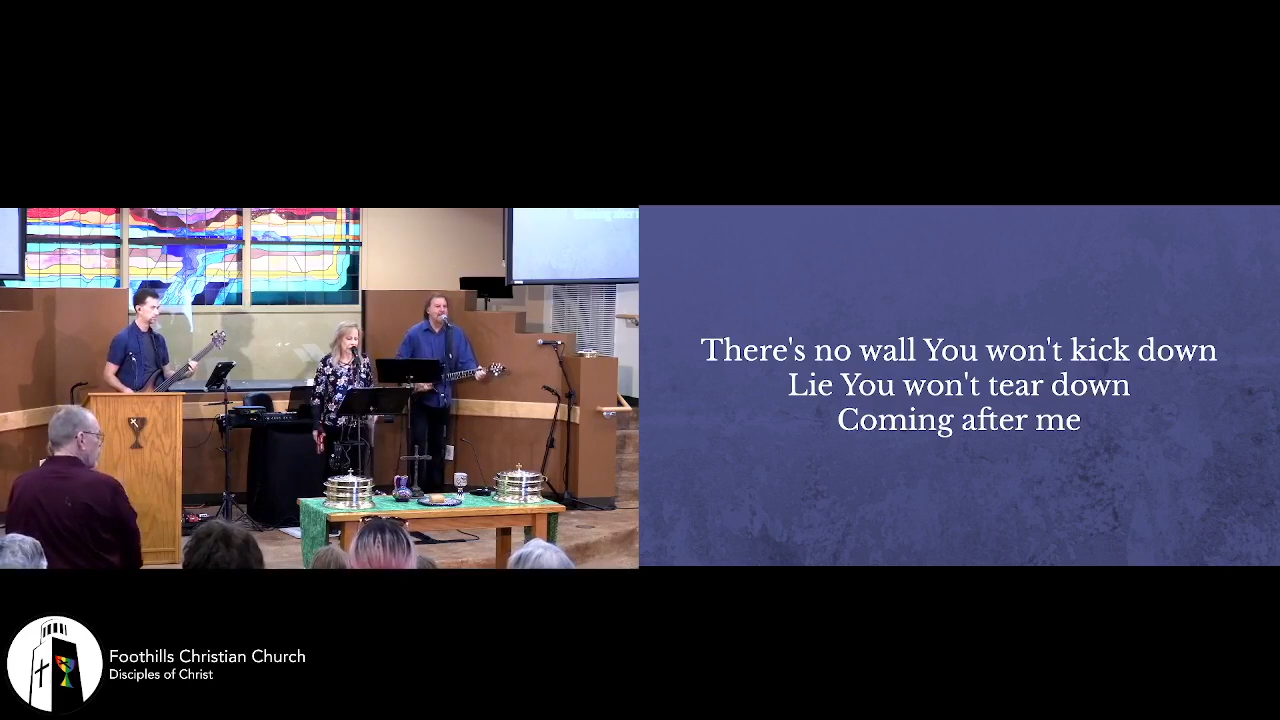 There's no wall You won't kick down
Lie You won't tear down
Coming after me
Foothills Christian Church
Disciples of Christ